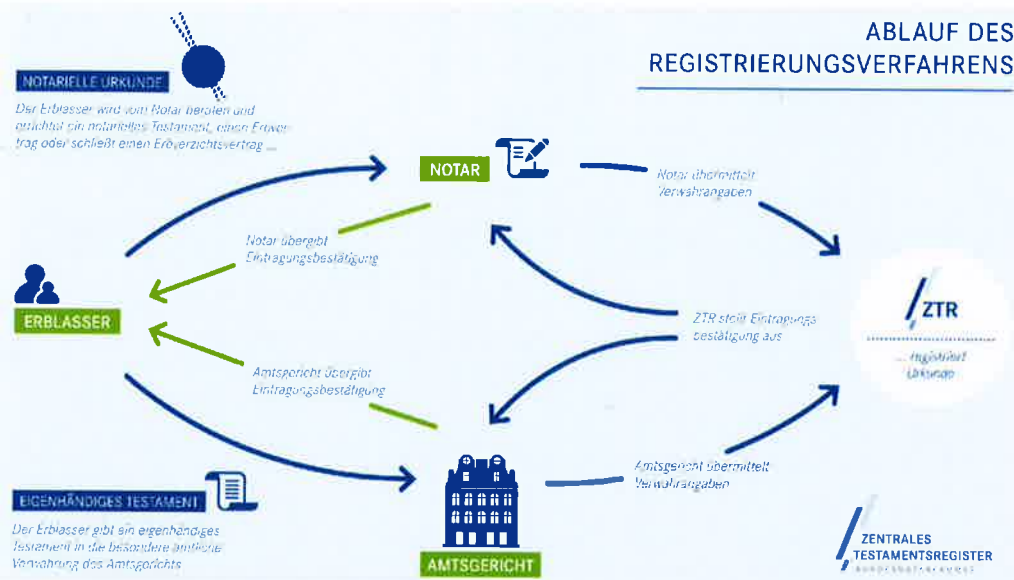 ABLAUF DES
REGISTRIERUNGSVERFAHRENS
NOTARIELLE URKUNDE
Der Erblasser wird vom Notar beraten und
errichtet ein notarielles Testament, einen Erbver-
trag oder schließt einen Erbverzichtsvertrag ...
NOTAR
Notar übermittelt
Verwahrangaben
Notar übergibt
Eintragungsbestätigung
ERBLASSER
ZTR
... registriert
Urkunde
ZTR stellt Eintragungs
bestätigung aus
Amtsgericht übergibt
Eintragungsbestätigung
Amtsgericht übermittelt
Verwahrangaben
EIGENHÄNDIGES TESTAMENT
Der Erblasser gibt ein eigenhändiges
Testament in die besondere amtliche
Verwahrung des Amtsgerichts
AMTSGERICHT
ZENTRALES
TESTAMENTSREGISTER
BUNDESNOTARKAMMER